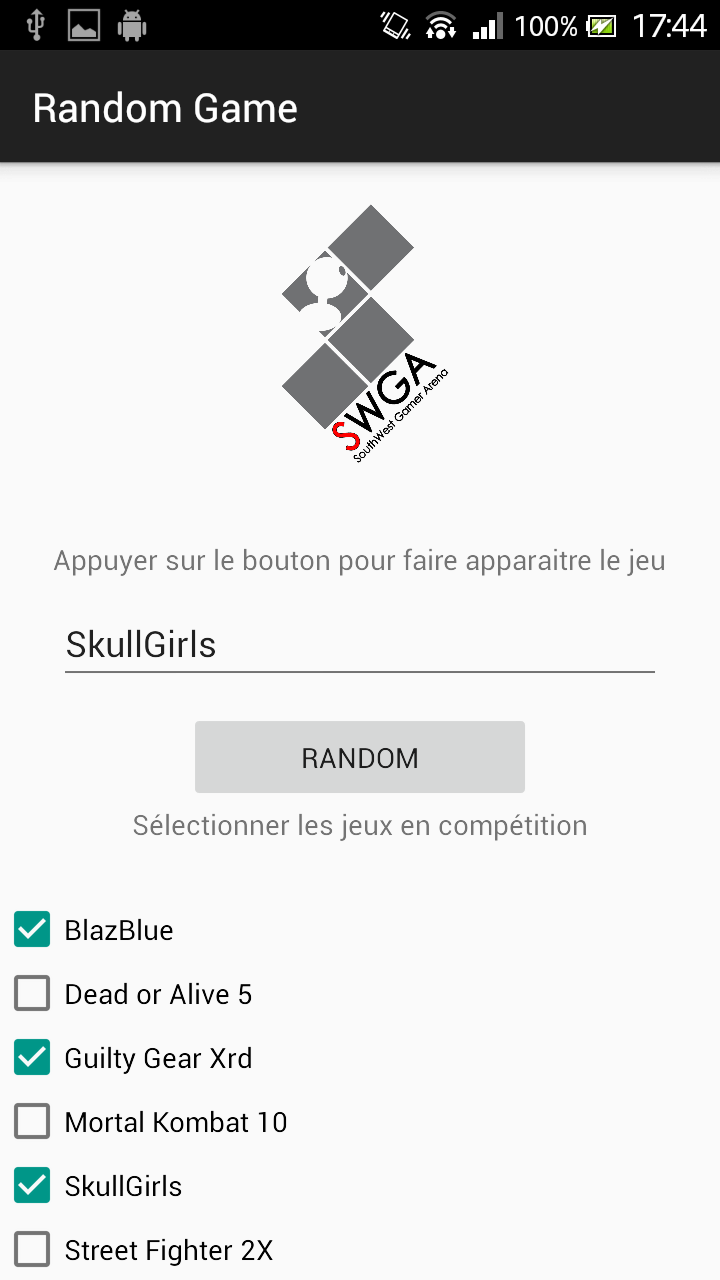 100% 17:44
Random Game
SWGA
SouthWest Gamer Arena
Appuyer sur le bouton pour faire apparaitre le jeu
SkullGirls
RANDOM
Sélectionner les jeux en compétition
BlazBlue
Dead or Alive 5
Guilty Gear Xrd
Mortal Kombat 10
SkullGirls
Street Fighter 2X